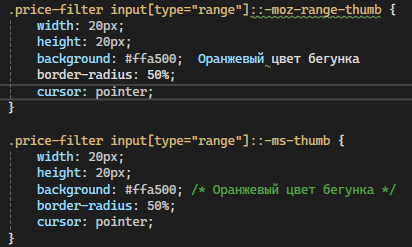 .price-filter input[type="range"]::-moz-range-thumb {
width: 20px;
height: 20px;
background: #ffa500;  Оранжевый цвет бегунка
border-radius: 50%;
cursor: pointer;
}
.price-filter input[type="range"]::-ms-thumb {
width: 20px;
height: 20px;
background: #ffa500; /* Оранжевый цвет бегунка */
border-radius: 50%;
cursor: pointer;
}